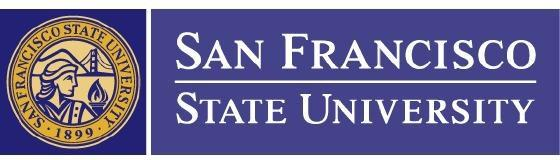 SAN FRANCISCO STATE UNIVERSITY
· 1899 ·
SAN FRANCISCO
STATE UNIVERSITY